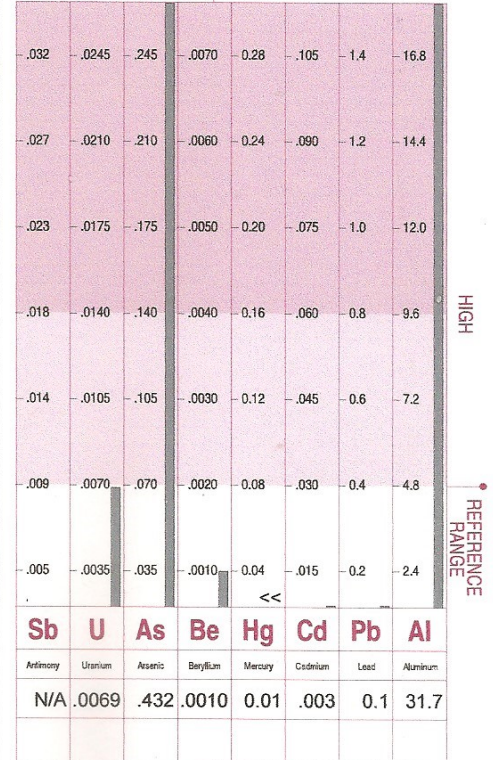 .032 .0245 .245 .0070 0.28 .105 1.4 16.8
.027 .0210 .210 .0060 0.24 .090 1.2 14.4
.023 .0175 .175 .0050 0.20 .075 1.0 12.0
.018 .0140 .140 .0040 0.16 .060 0.8 9.6
HIGH
.014 .0105 .105 .0030 0.12 .045 0.6 7.2
.009 .0070 .070 .0020 0.08 .030 0.4 4.8
REFERENCE
RANGE
.005 .0035 .035 .0010 0.04 .015 0.2 2.4
<<
Sb U As Be Hg Cd Pb Al
Antimony Uranium Arsenic Beryllium Mercury Cadmium Lead Aluminum
N/A .0069 .432 .0010 0.01 .003 0.1 31.7